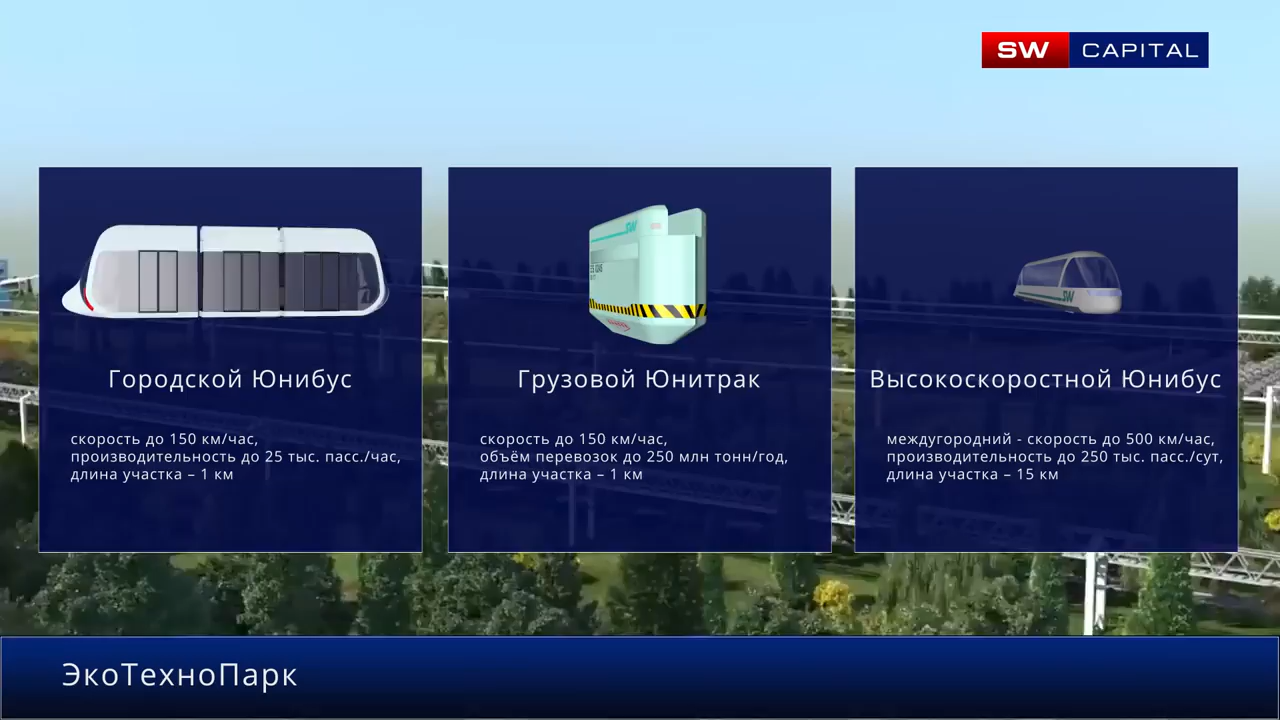 SW CAPITAL
SW
SW
Городской Юнибус
Грузовой Юнитрак
Высокоскоростной Юнибус
скорость до 150 км/час,
производительность до 25 тыс. пасс./час,
длина участка – 1 км
скорость до 150 км/час,
объём перевозок до 250 млн тонн/год,
длина участка – 1 км
междугородний - скорость до 500 км/час,
производительность до 250 тыс. пасс./сут,
длина участка – 15 км
ЭкоТехноПарк